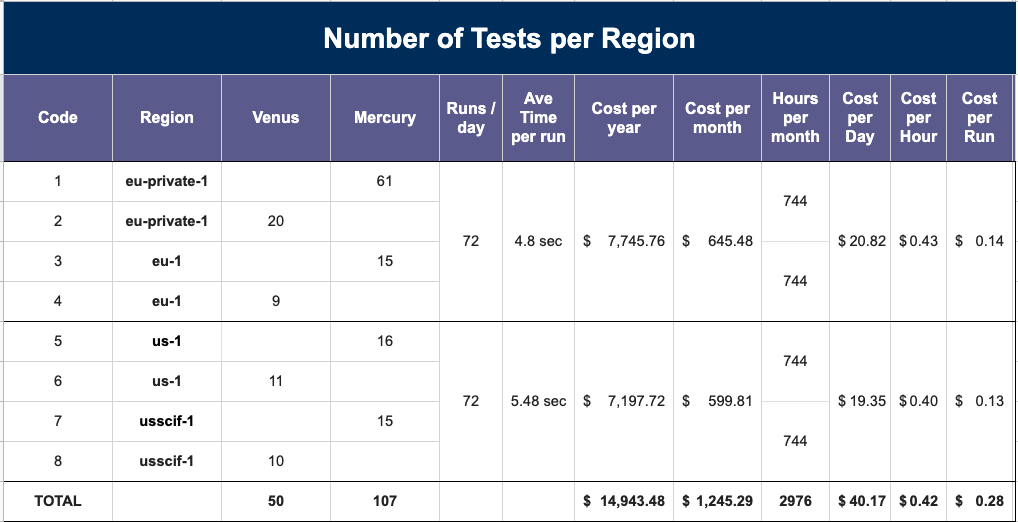 Number of Tests per Region
Code Region Venus Mercury Runs / day Ave Time per run Cost per year Cost per month Hours per month Cost per Day Cost per Hour Cost per Run
1 eu-private-1 61
744
2 eu-private-1 20
72 4.8 sec $ 7,745.76 $ 645.48 $ 20.82 $ 0.43 $ 0.14
3 eu-1 15
744
4 eu-1 9
5 us-1 16
744
6 us-1 11
72 5.48 sec $ 7,197.72 $ 599.81 $ 19.35 $ 0.40 $ 0.13
7 usscif-1 15
744
8 usscif-1 10
TOTAL 50 107 $ 14,943.48 $ 1,245.29 2976 $ 40.17 $ 0.42 $ 0.28